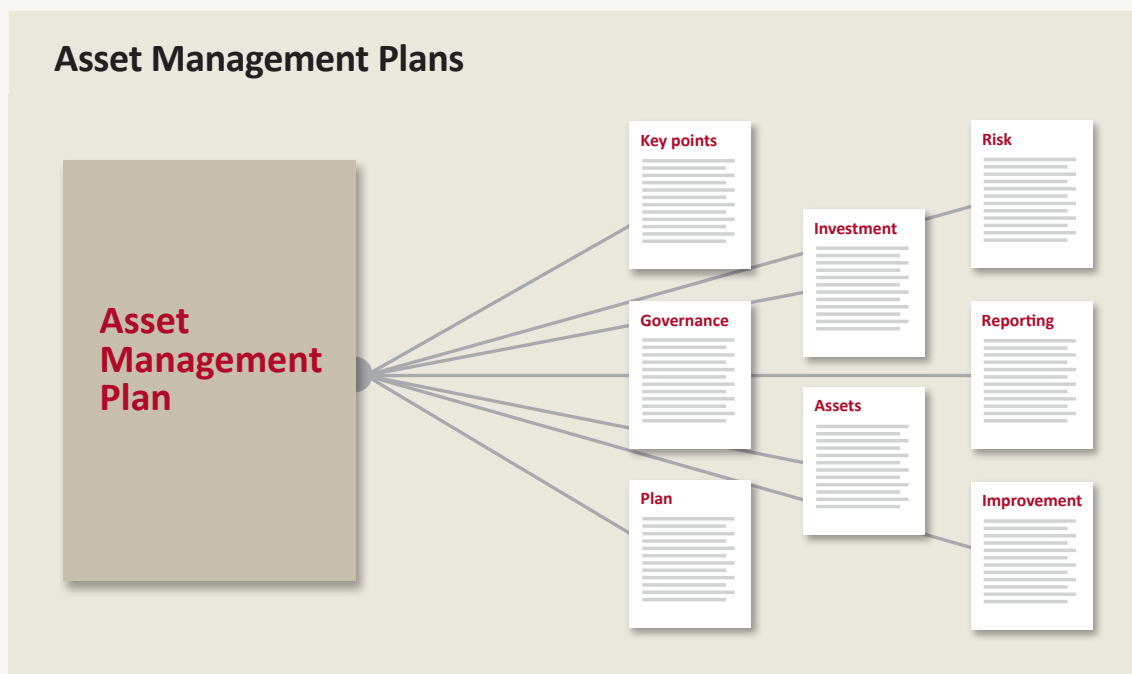 Asset Management Plans
Asset
Management
Plan
Key points
Governance
Plan
Investment
Assets
Risk
Reporting
Improvement